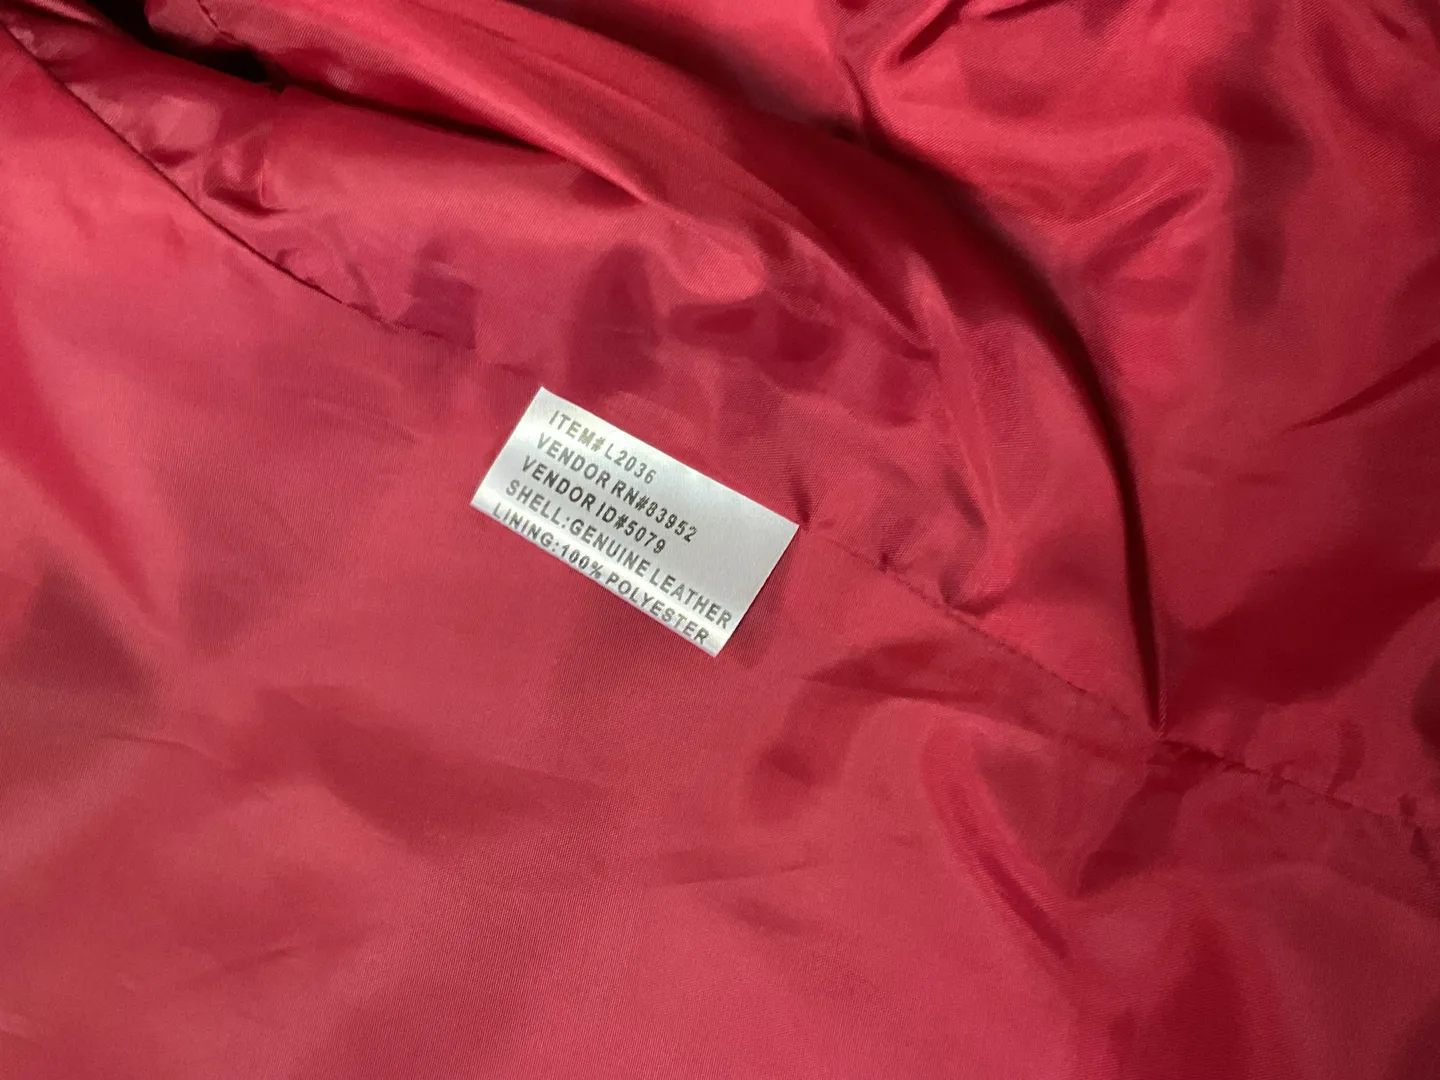 ITEM#L2036
VENDOR RN#83952
VENDOR ID#5079
SHELL:GENUINE LEATHER
LINING:100% POLYESTER